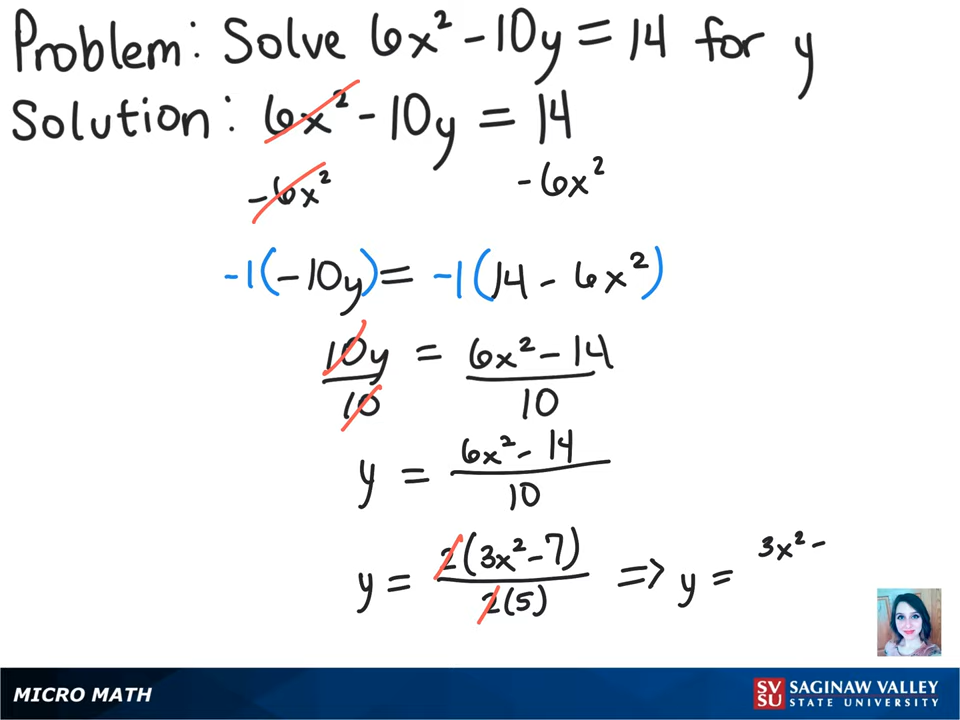 Problem: Solve 6x² - 10y = 14 for y
Solution: 6x² - 10y = 14
- 6x² - 6x²
-1(-10y) = -1(14 - 6x²)
10y/10 = (6x² - 14)/10
y = (6x² - 14)/10
y = 2(3x² - 7)/2(5) => y = 3x² -
MICRO MATH
SV SU SAGINAW VALLEY
STATE UNIVERSITY